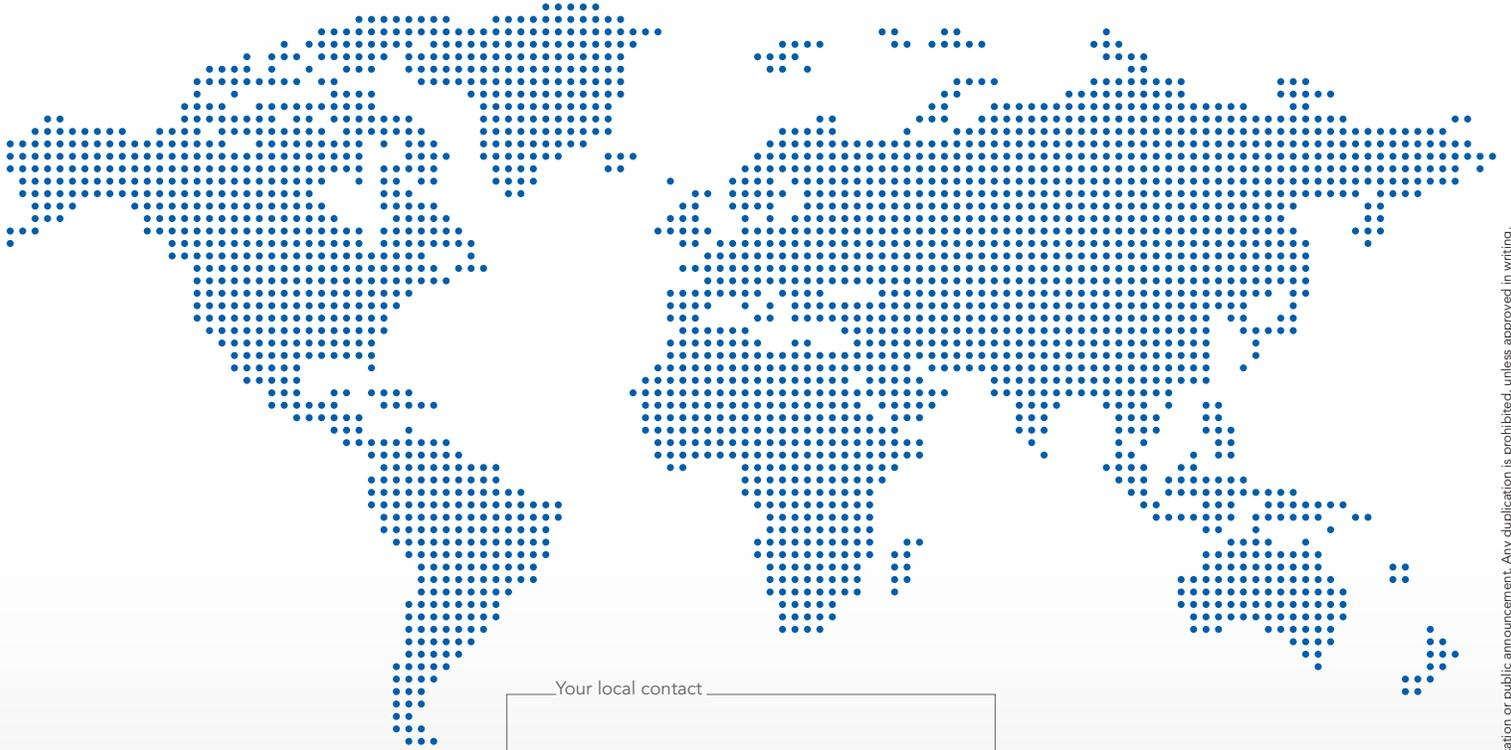 Your local contact
ation or public announcement. Any duplication is prohibited, unless approved in writing.